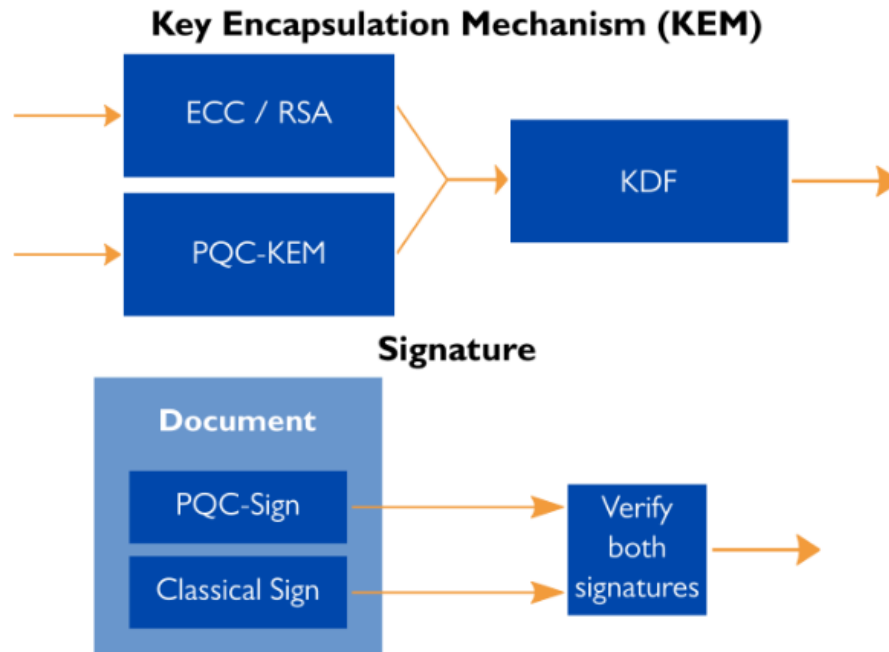 Key Encapsulation Mechanism (KEM)
ECC / RSA
KDF
PQC-KEM
Signature
Document
PQC-Sign
Classical Sign
Verify
both
signatures